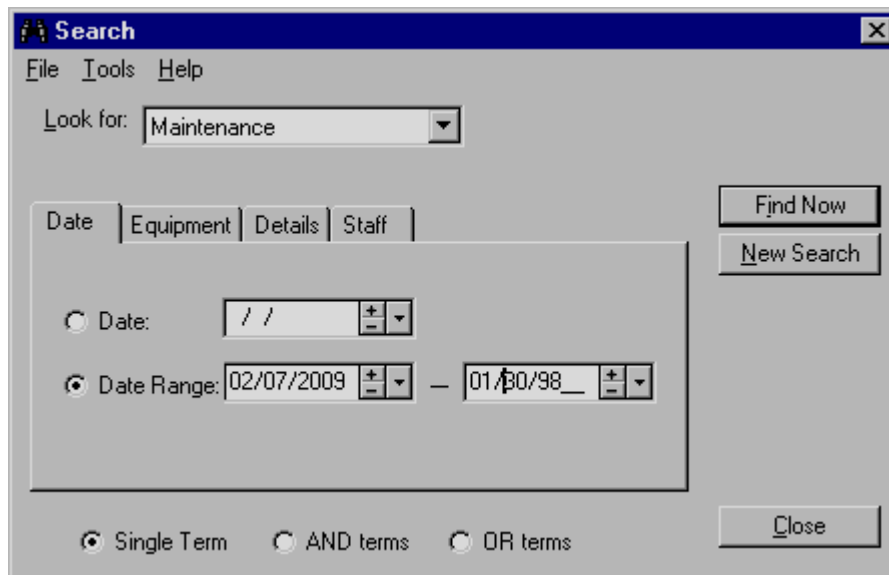 Search
File Tools Help
Look for: Maintenance
Find Now
New Search
Date Equipment Details Staff
Date: / /
Date Range: 02/07/2009 — 01/30/98__
Close
Single Term AND terms OR terms